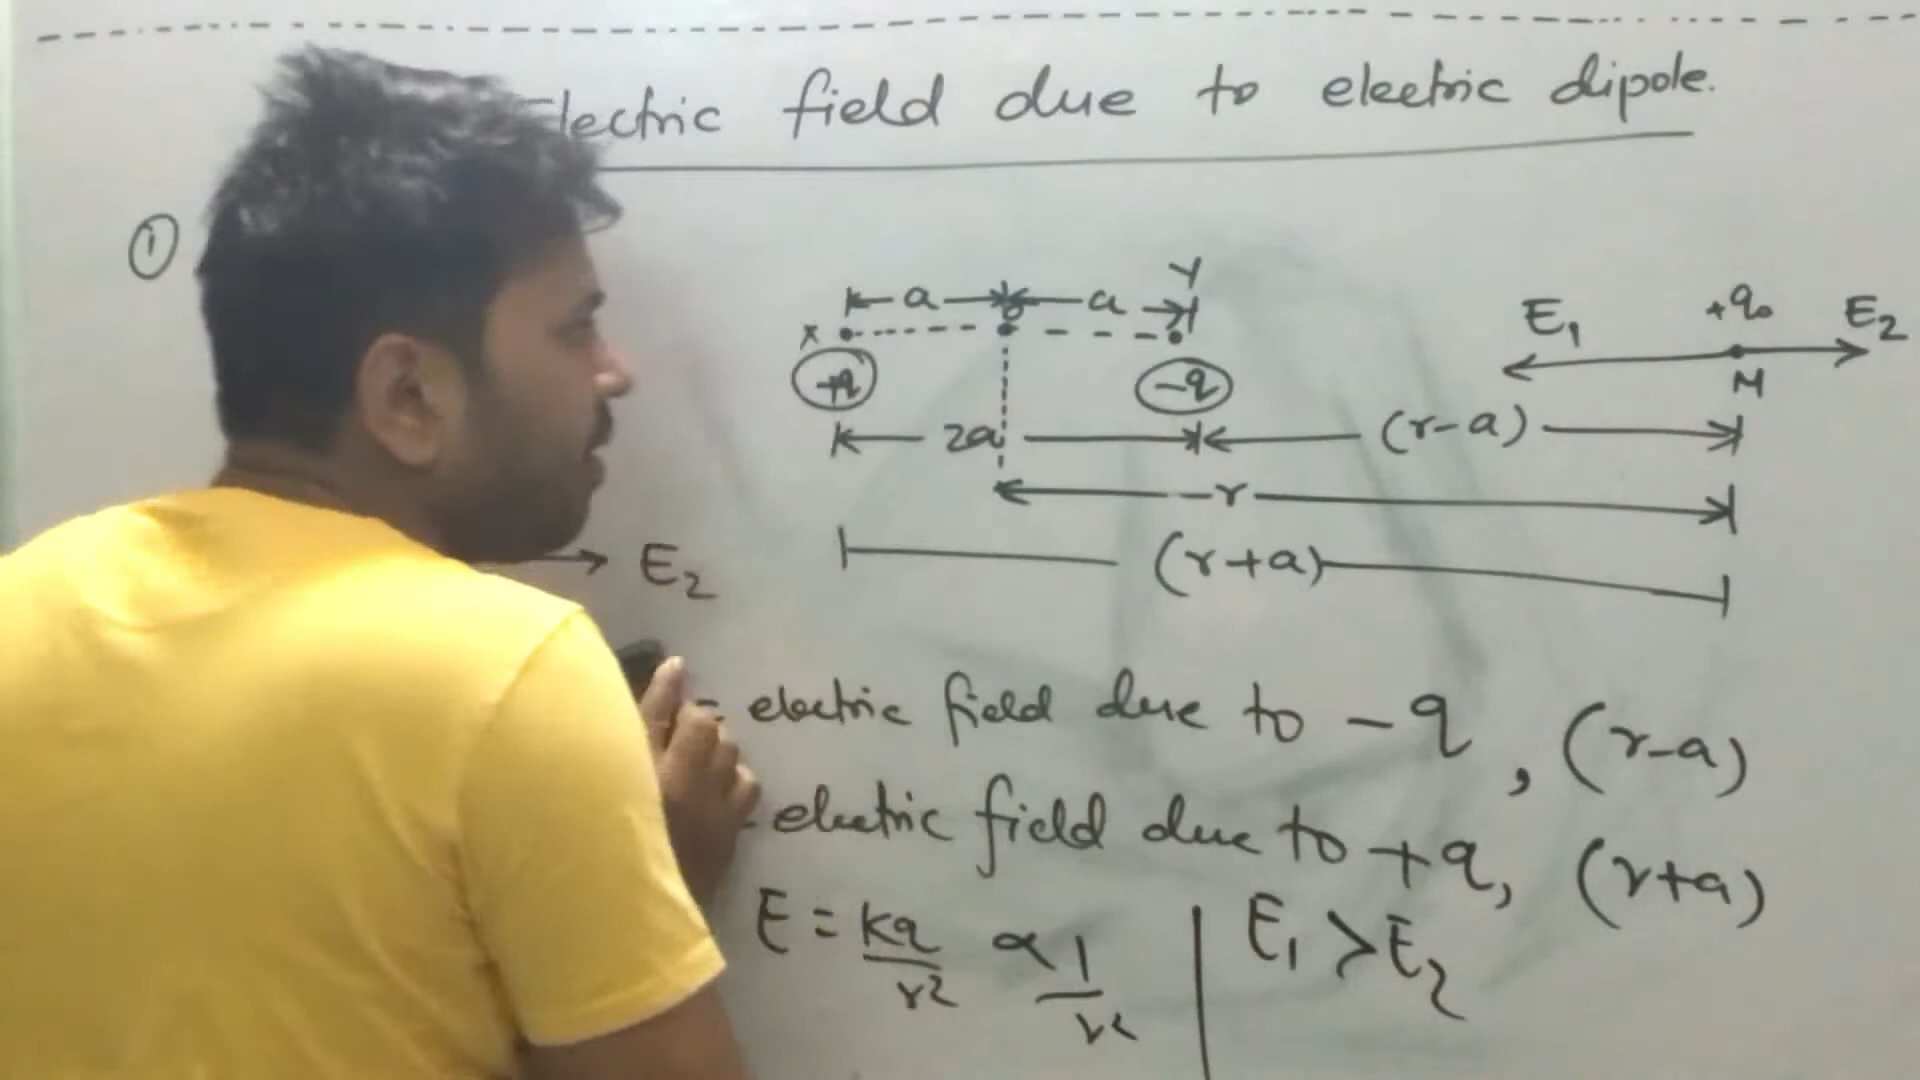 Electric field due to electric dipole.
①
a a Y
x O
+q -q
E₁ +q₀ E₂
M
2a (r-a)
r
(r+a)
E₂
= electric field due to -q, (r-a)
electric field due to +q, (r+a)
E = kq/r² ∝ 1/r² | E₁ > E₂